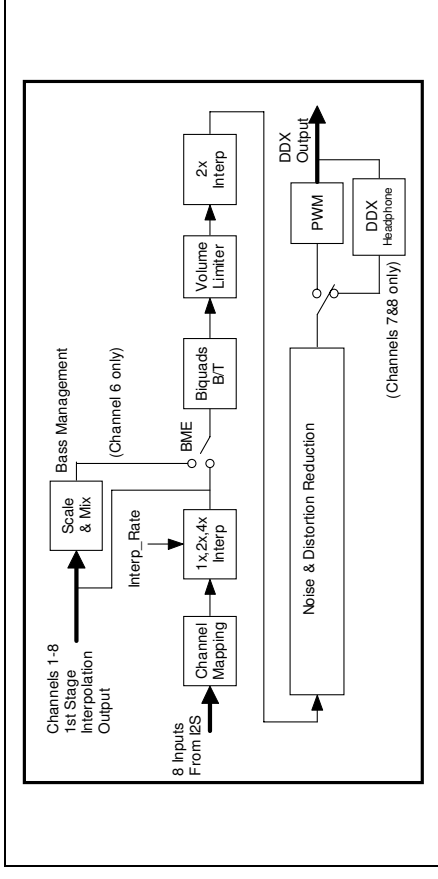 Channels 1-8
1st Stage
Interpolation
Output
Scale
& Mix
Bass Management
(Channel 6 only)
8 Inputs
From I2S
Channel
Mapping
Interp_Rate
1x,2x,4x
Interp
BME
Biquads
B/T
Volume
Limiter
2x
Interp
Noise & Distortion Reduction
PWM
DDX
Output
DDX
Headphone
(Channels 7&8 only)